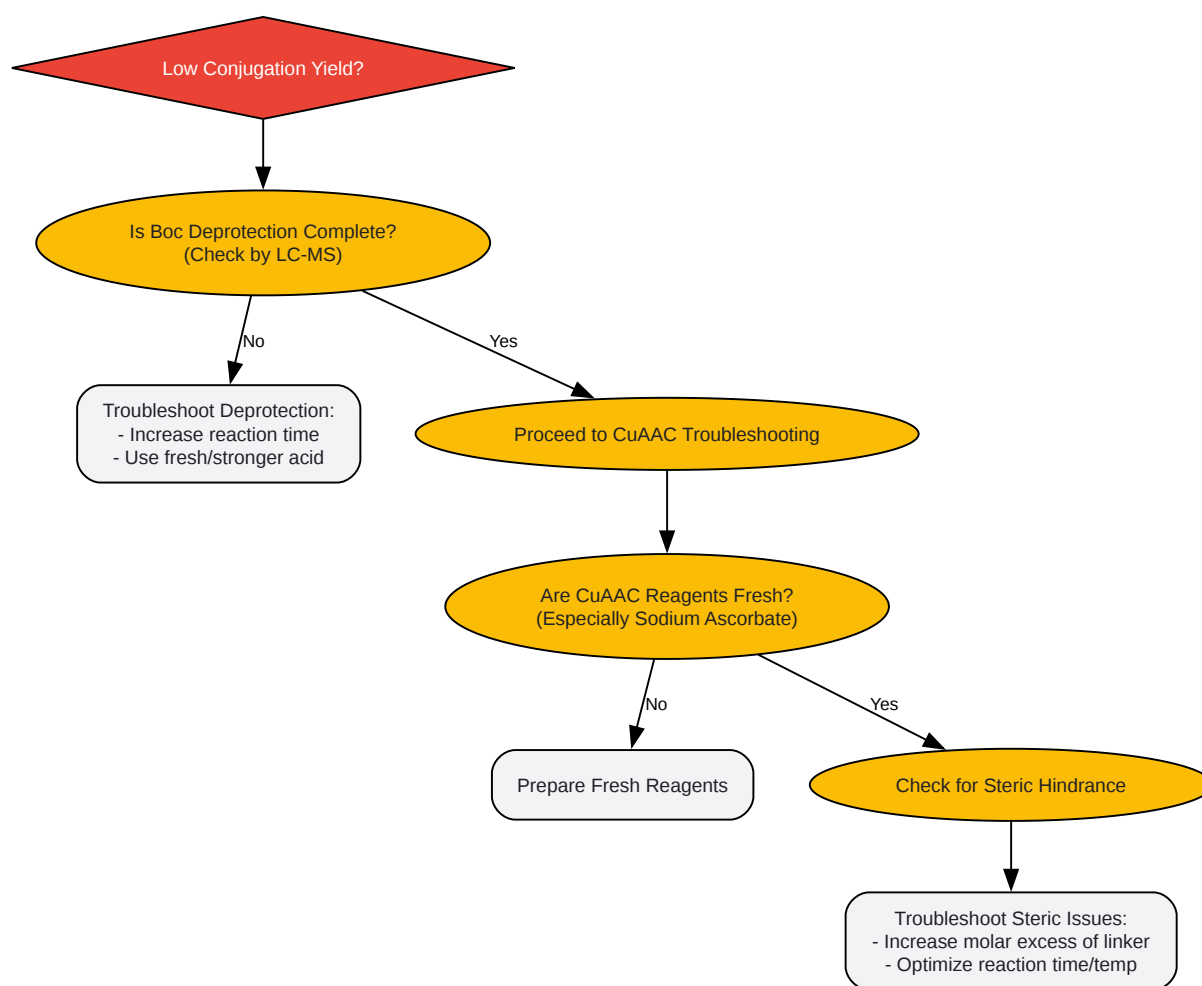 Low Conjugation Yield?
Is Boc Deprotection Complete?
(Check by LC-MS)
No
Yes
Troubleshoot Deprotection:
- Increase reaction time
- Use fresh/stronger acid
Proceed to CuAAC Troubleshooting
Are CuAAC Reagents Fresh?
(Especially Sodium Ascorbate)
No
Yes
Prepare Fresh Reagents
Check for Steric Hindrance
Troubleshoot Steric Issues:
- Increase molar excess of linker
- Optimize reaction time/temp